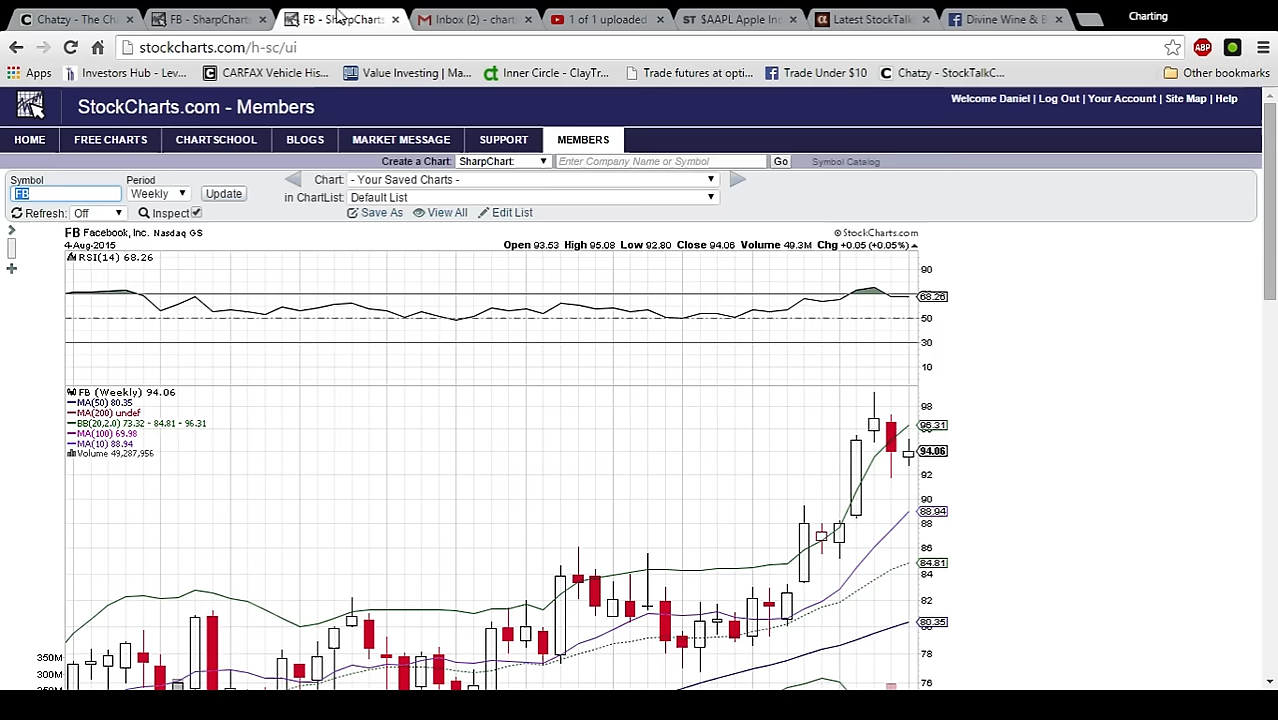 Chatzy - The Ch
FB - SharpCharts
FB - SharpCharts
Inbox (2) - chart
1 of 1 uploaded
ST $AAPL Apple Inc
Latest StockTalk
Divine Wine & B
Charting
stockcharts.com/h-sc/ui
ABP
Apps
Investors Hub - Lev...
CARFAX Vehicle His...
Value Investing | Ma...
Inner Circle - ClayTr...
Trade futures & opti...
Trade Under $10
Chatzy - StockTalkC...
Other bookmarks
StockCharts.com - Members
Welcome Daniel | Log Out | Your Account | Site Map | Help
HOME
FREE CHARTS
CHARTSCHOOL
BLOGS
MARKET MESSAGE
SUPPORT
MEMBERS
Create a Chart:
SharpChart:
Enter Company Name or Symbol
Go
Symbol Catalog
Symbol
Period
FB
Weekly
Update
Chart:
- Your Saved Charts -
in ChartList:
Default List
Refresh:
Off
Inspect
Save As
View All
Edit List
FB Facebook, Inc. Nasdaq GS
© StockCharts.com
4-Aug-2015
Open 93.53 High 95.08 Low 92.80 Close 94.06 Volume 49.3M Chg +0.05 (+0.05%)
RSI(14) 68.26
90
68.26
50
30
10
FB (Weekly) 94.06
MA(50) 80.35
MA(200) undef
BB(20,2.0) 73.32 - 84.81 - 96.31
MA(100) 69.98
MA(10) 88.94
Volume 49,287,956
98
94.06
92
90
88.94
88
86
84.81
84
82
80.35
78
76
350M
300M